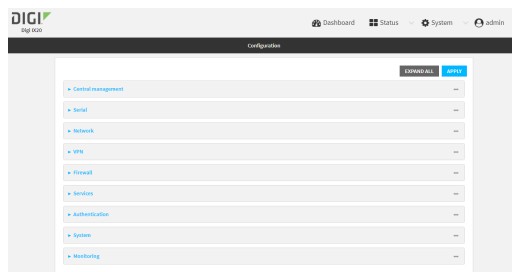 DIGI
Digi IX20
Dashboard
Status
System
admin
Configuration
EXPAND ALL
APPLY
Central management
Serial
Network
VPN
Firewall
Services
Authentication
System
Monitoring